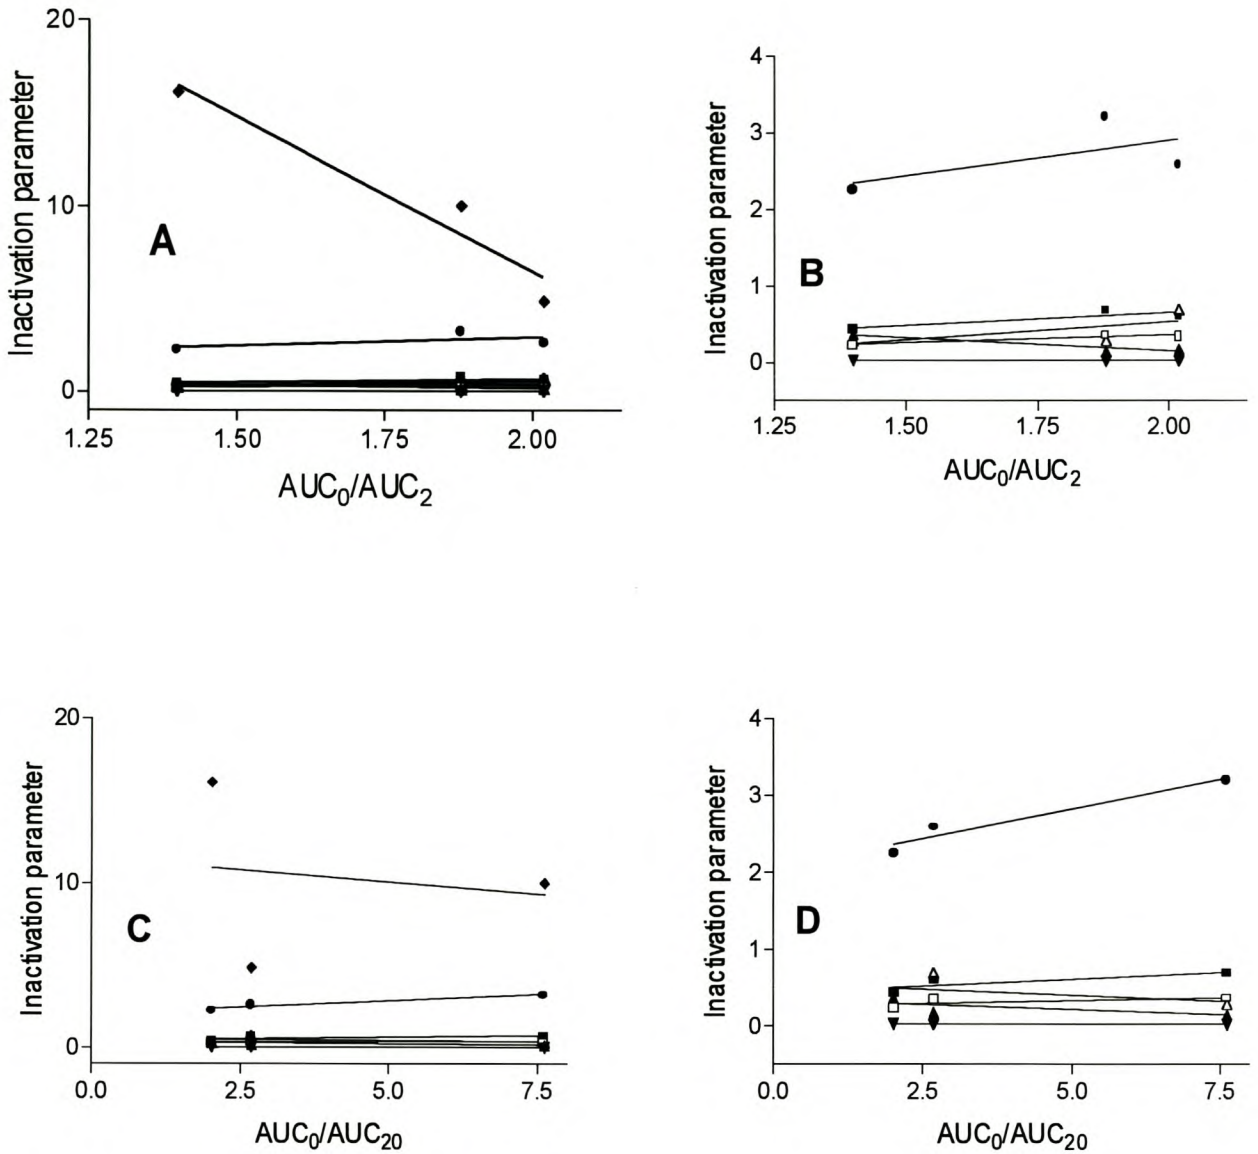 20
10
0
Inactivation parameter
A
1.25 1.50 1.75 2.00
AUC₀/AUC₂
4
3
2
1
0
Inactivation parameter
B
1.25 1.50 1.75 2.00
AUC₀/AUC₂
20
10
0
Inactivation parameter
C
0.0 2.5 5.0 7.5
AUC₀/AUC₂₀
4
3
2
1
0
Inactivation parameter
D
0.0 2.5 5.0 7.5
AUC₀/AUC₂₀